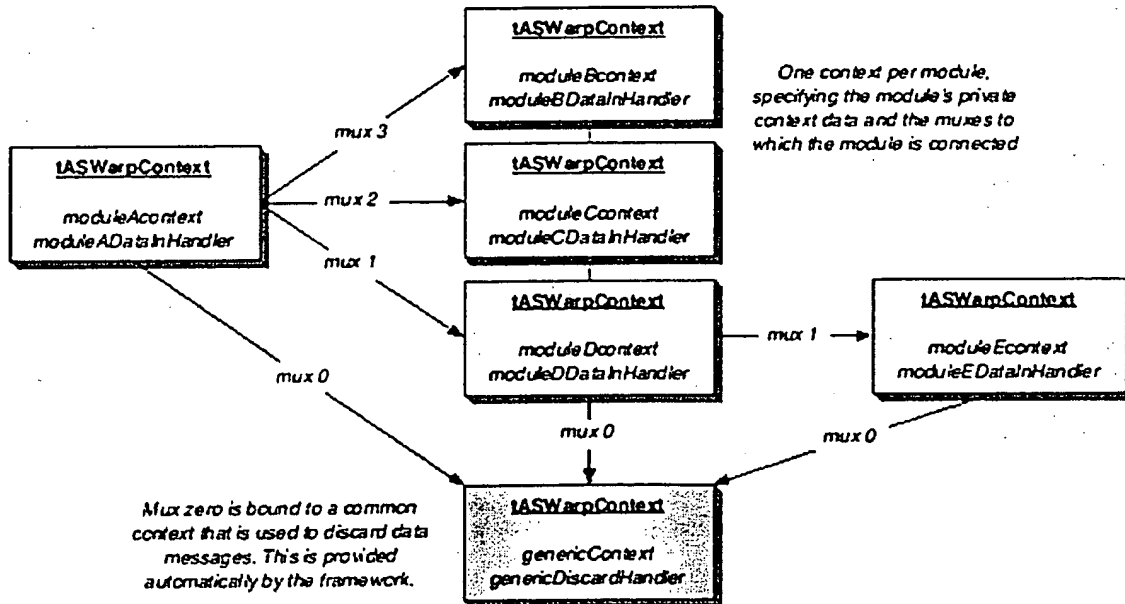 tASWarpContext
moduleBcontext
moduleBDataInHandler
One context per module,
specifying the module's private
context data and the muxes to
which the module is connected
mux 3
tASWarpContext
moduleAcontext
moduleADataInHandler
mux 2
tASWarpContext
moduleCcontext
moduleCDataInHandler
mux 1
tASWarpContext
moduleDcontext
moduleDDataInHandler
mux 1
tASWarpContext
moduleEcontext
moduleEDataInHandler
mux 0
mux 0
mux 0
Mux zero is bound to a common
context that is used to discard data
messages. This is provided
automatically by the framework.
tASWarpContext
genericContext
genericDiscardHandler